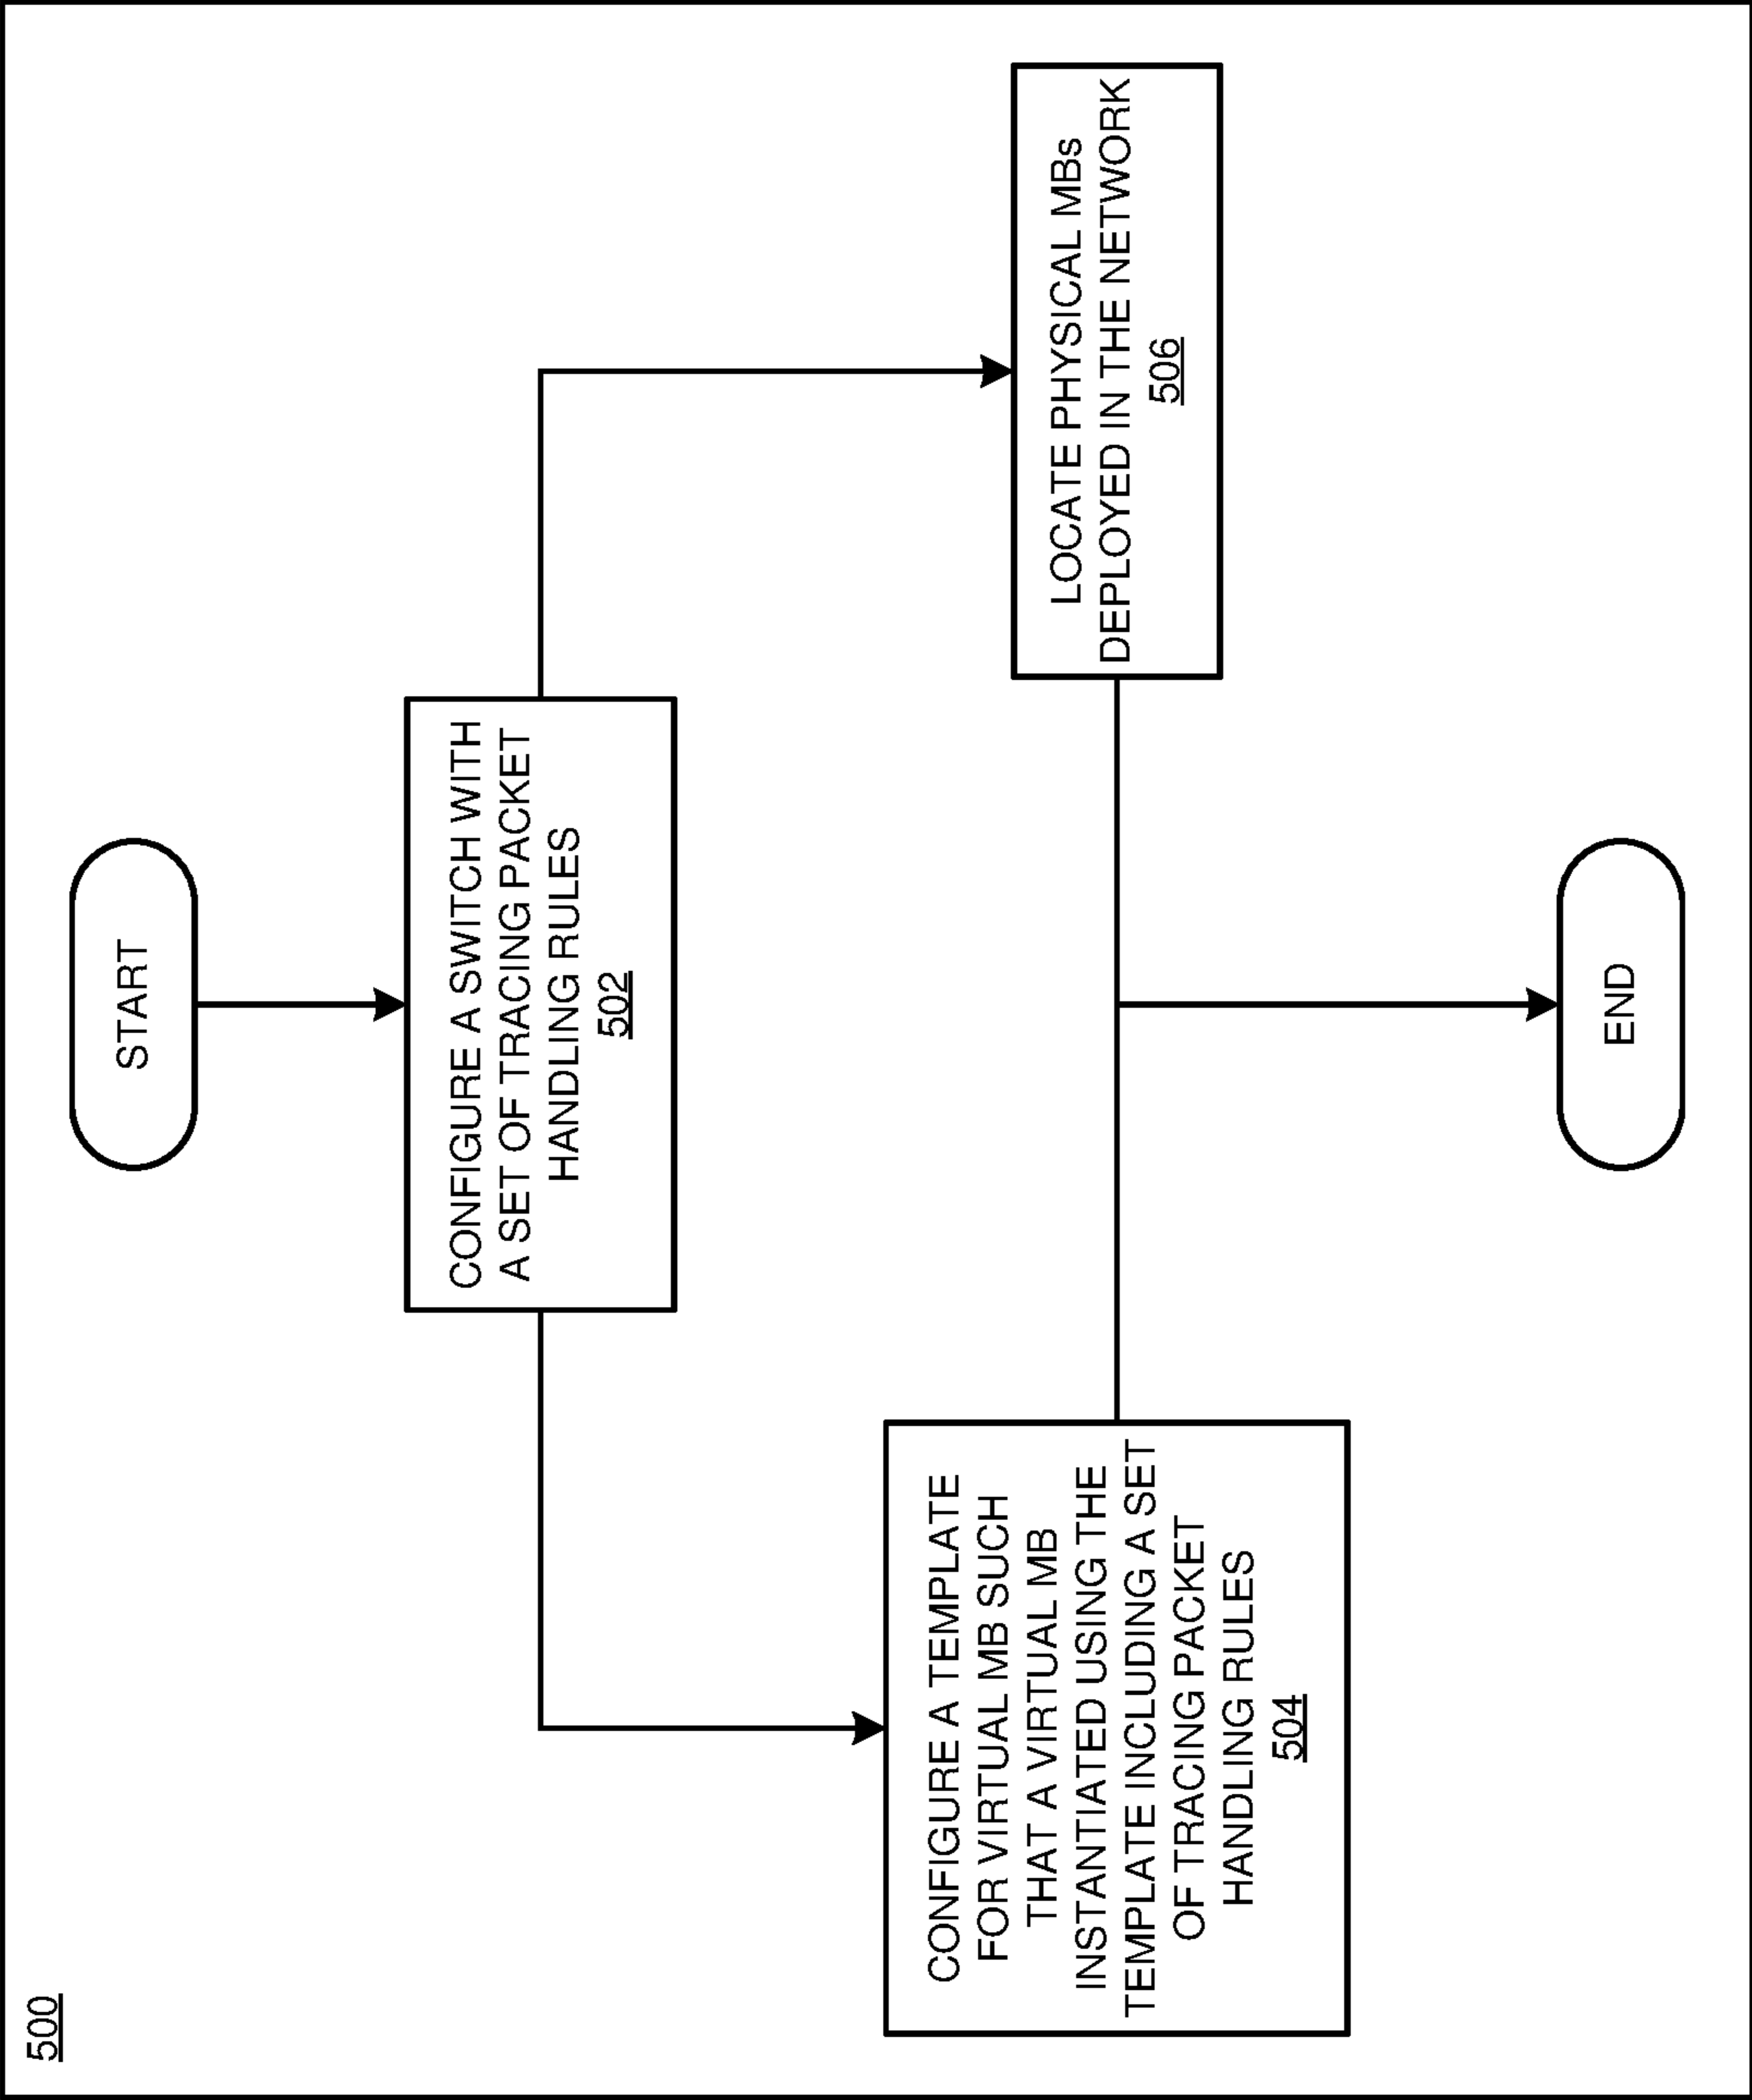 500
START
CONFIGURE A SWITCH WITH
A SET OF TRACING PACKET
HANDLING RULES
502
CONFIGURE A TEMPLATE
FOR VIRTUAL MB SUCH
THAT A VIRTUAL MB
INSTANTIATED USING THE
TEMPLATE INCLUDING A SET
OF TRACING PACKET
HANDLING RULES
504
LOCATE PHYSICAL MBs
DEPLOYED IN THE NETWORK
506
END